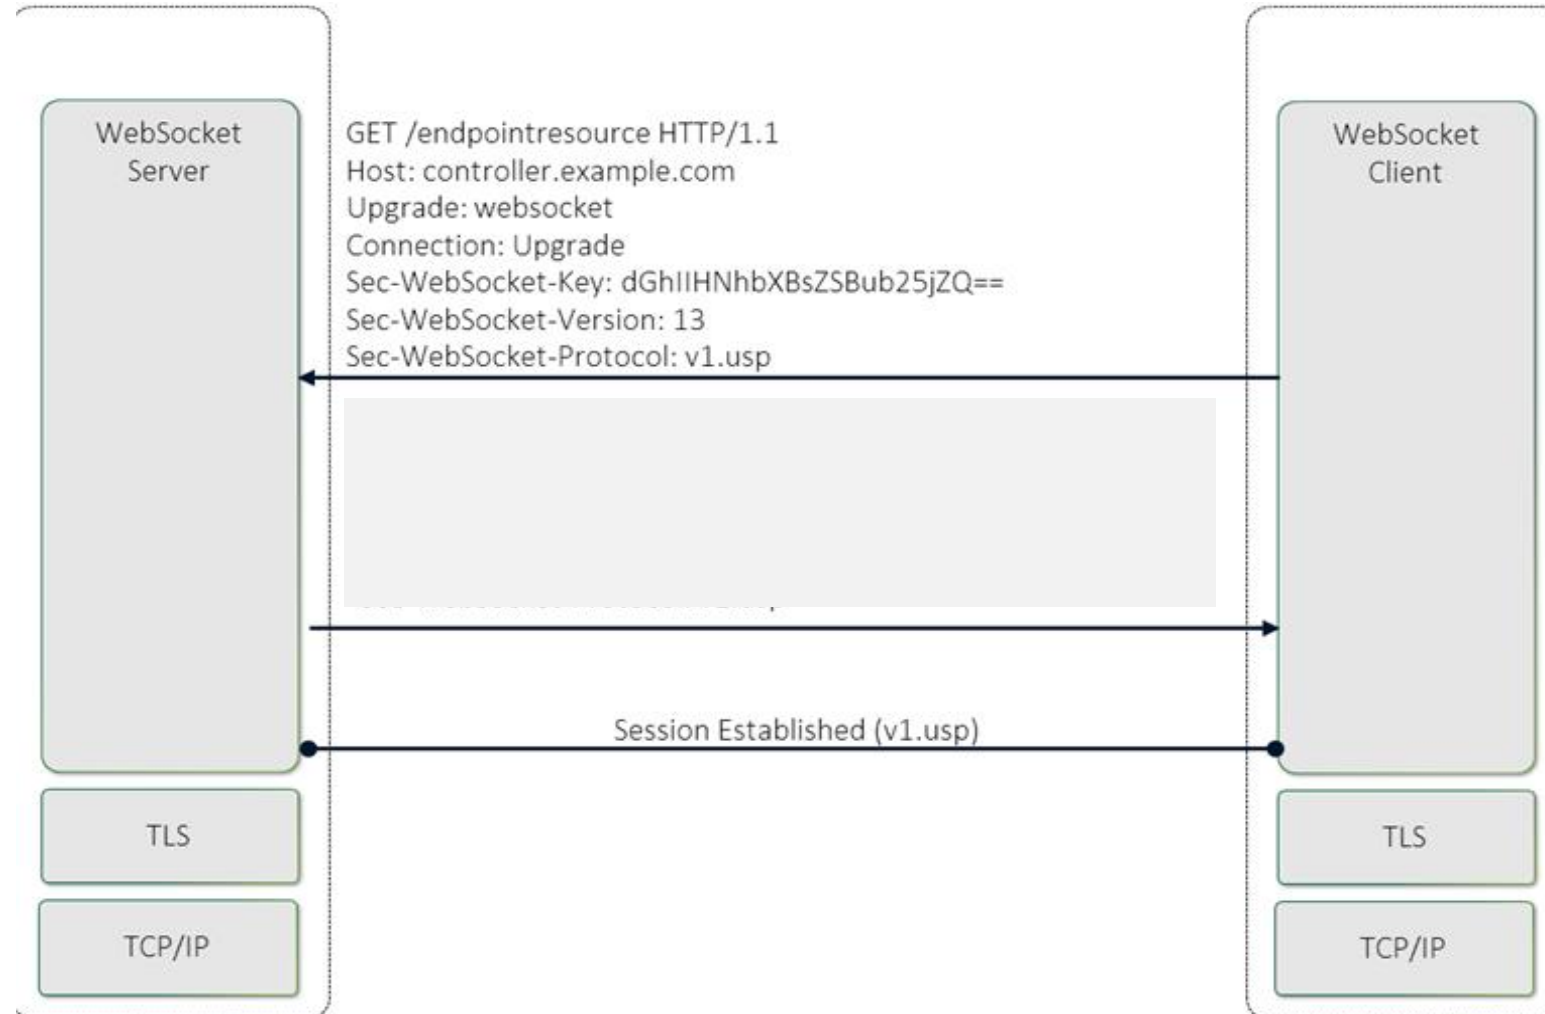 WebSocket
Server
GET /endpointresource HTTP/1.1
Host: controller.example.com
Upgrade: websocket
Connection: Upgrade
Sec-WebSocket-Key: dGhIIHNhbXBsZSBub25jZQ==
Sec-WebSocket-Version: 13
Sec-WebSocket-Protocol: v1.usp
WebSocket
Client
Session Established (v1.usp)
TLS
TLS
TCP/IP
TCP/IP